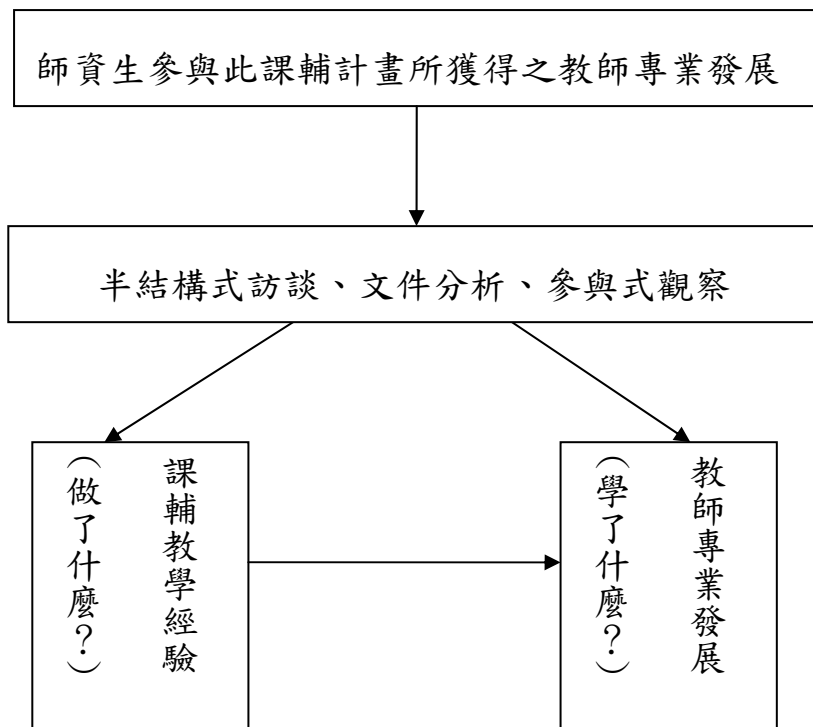 師資生參與此課輔計畫所獲得之教師專業發展
半結構式訪談、文件分析、參與式觀察
課輔教學經驗
（做了什麼？）
教師專業發展
（學了什麼？）